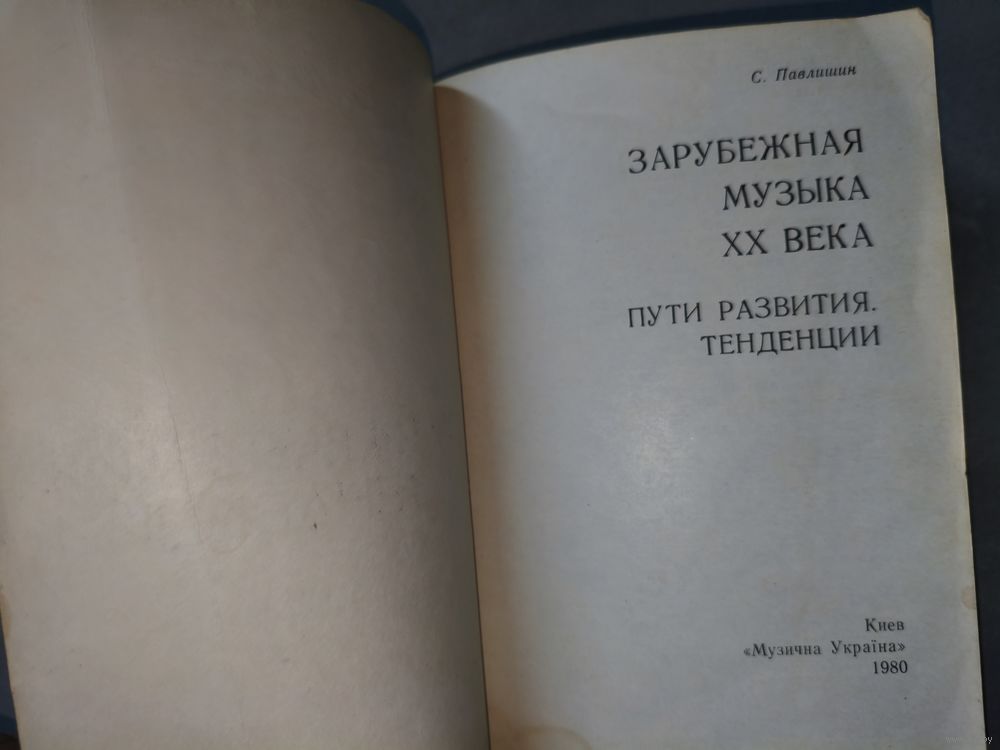 С. Павлишин
ЗАРУБЕЖНАЯ
МУЗЫКА
XX ВЕКА
ПУТИ РАЗВИТИЯ.
ТЕНДЕНЦИИ
Киев
«Музична Україна»
1980